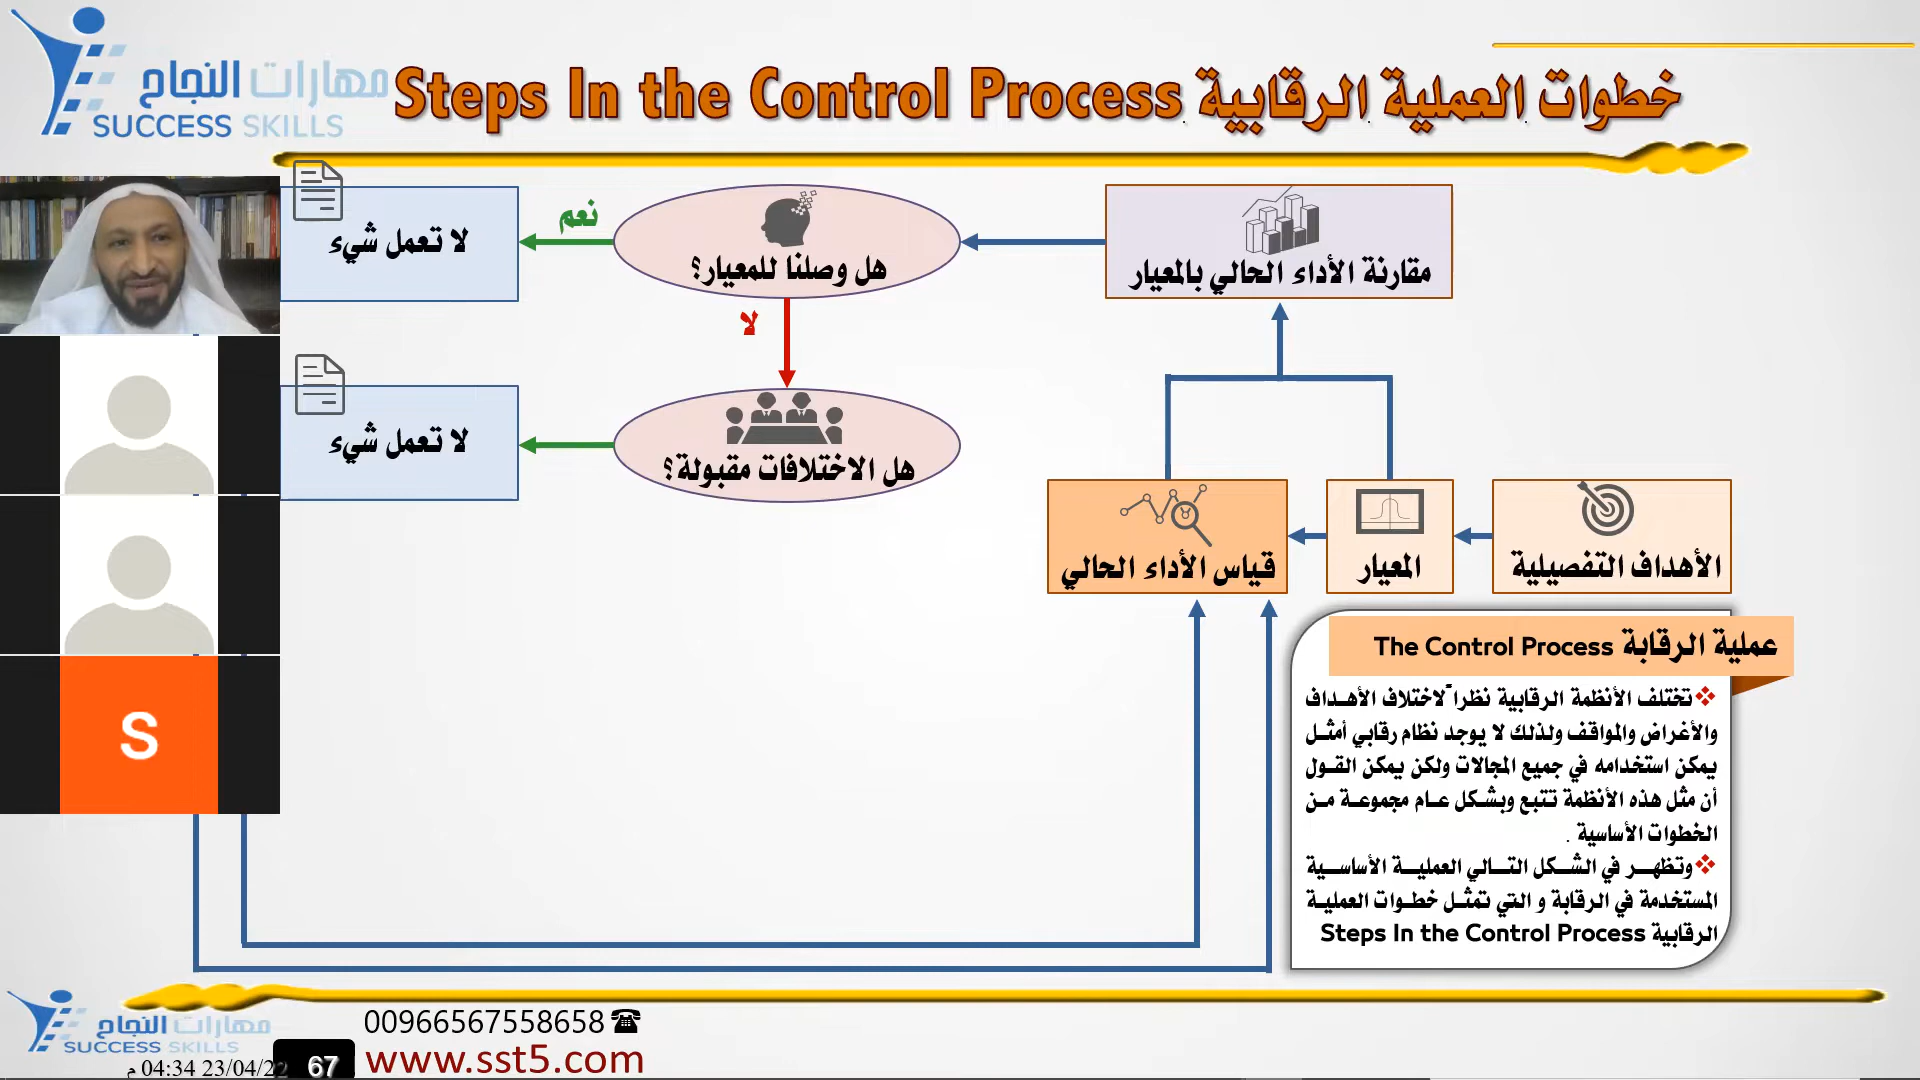 مهارات النجاح
SUCCESS SKILLS
خطوات العملية الرقابية Steps In the Control Process
مقارنة الأداء الحالي بالمعيار
هل وصلنا للمعيار؟
نعم
لا تعمل شيء
لا
هل الاختلافات مقبولة؟
لا تعمل شيء
الأهداف التفصيلية
المعيار
قياس الأداء الحالي
عملية الرقابة The Control Process
❖تختلف الأنظمة الرقابية نظراً لاختلاف الأهداف
والأغراض والمواقف ولذلك لا يوجد نظام رقابي أمثل
يمكن استخدامه في جميع المجالات ولكن يمكن القول
أن مثل هذه الأنظمة تتبع وبشكل عام مجموعة من
الخطوات الأساسية .
❖وتظهر في الشكل التالي العملية الأساسية
المستخدمة في الرقابة و التي تمثل خطوات العملية
الرقابية Steps In the Control Process
S
مهارات النجاح
SUCCESS SKILLS
00966567558658 ☎
www.sst5.com
67
04:34 23/04/22 م